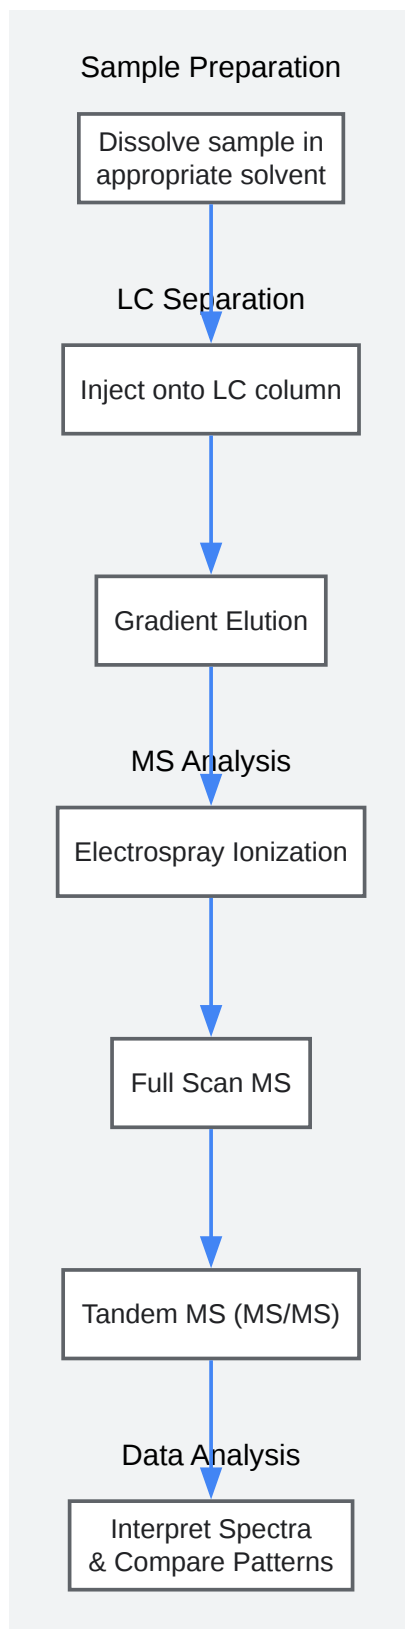 Sample Preparation
Dissolve sample in
appropriate solvent
LC Separation
Inject onto LC column
Gradient Elution
MS Analysis
Electrospray Ionization
Full Scan MS
Tandem MS (MS/MS)
Data Analysis
Interpret Spectra
& Compare Patterns